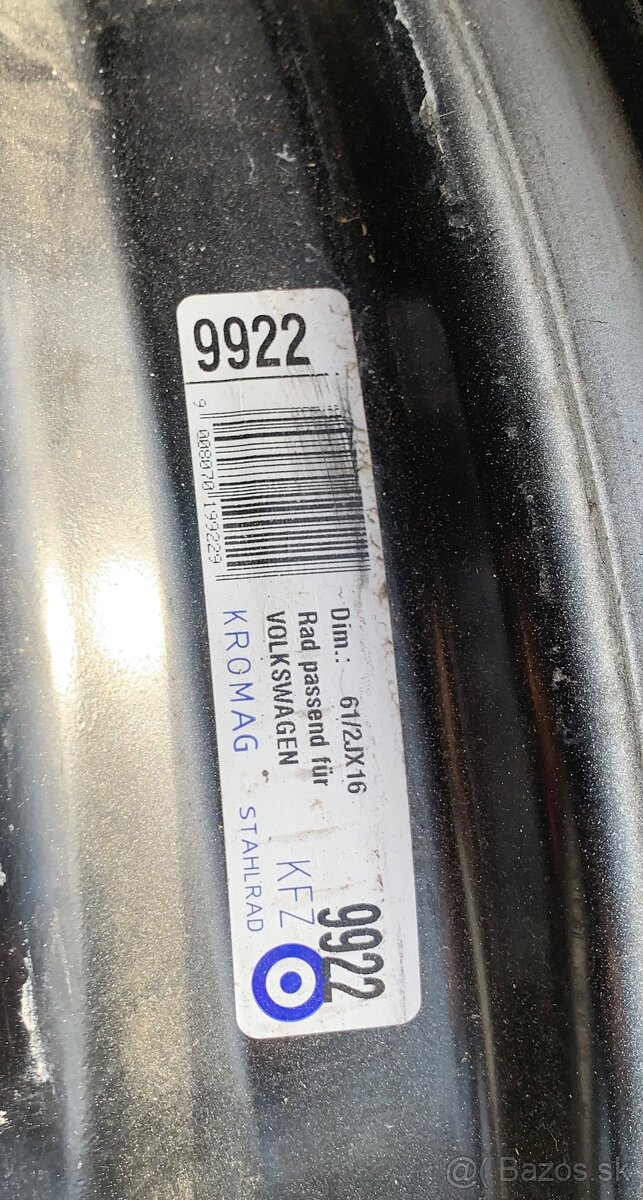 9922
9 008070 199229
Dim.: 61/2JX16
Rad passend für
VOLKSWAGEN
KFZ
9922
KROMAG STAHLRAD
@( Bazos.sk